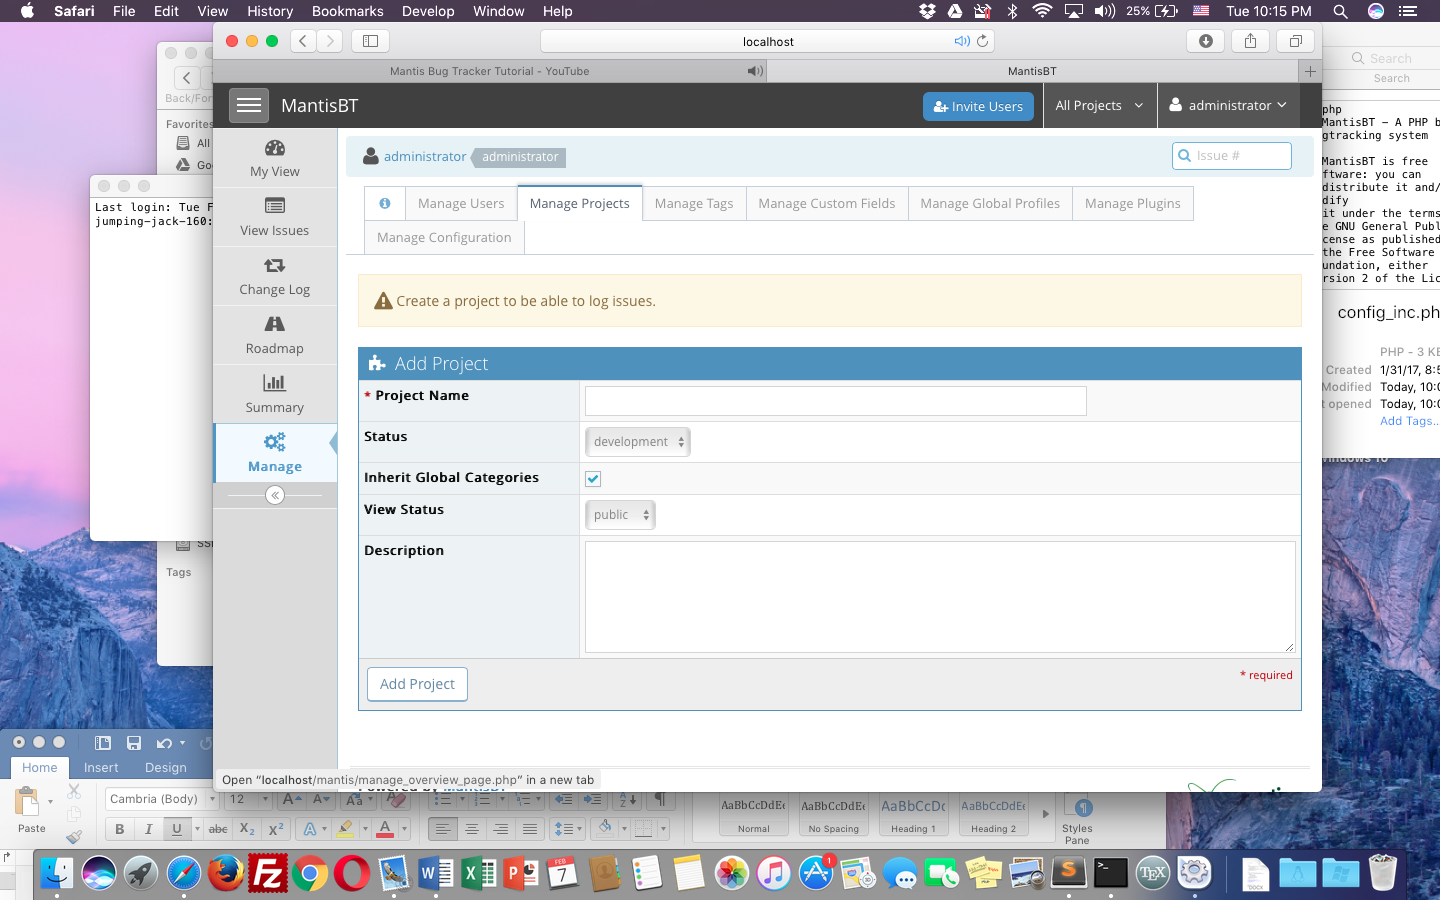 Safari File Edit View History Bookmarks Develop Window Help 25% Tue 10:15 PM
localhost
Mantis Bug Tracker Tutorial - YouTube
MantisBT
Search
Search
Back/For
Favorites
All
Tags
Last login: Tue F
jumping-jack-160:
MantisBT
Invite Users
All Projects
administrator
My View
View Issues
Change Log
Roadmap
Summary
Manage
administrator administrator
Issue #
Manage Users
Manage Projects
Manage Tags
Manage Custom Fields
Manage Global Profiles
Manage Plugins
Manage Configuration
Create a project to be able to log issues.
Add Project
* Project Name
Status
development
Inherit Global Categories
View Status
public
Description
Add Project
* required
Open “localhost/mantis/manage_overview_page.php” in a new tab
php
MantisBT - A PHP b
gtracking system
MantisBT is free
ftware: you can
distribute it and/
dify
it under the terms
e GNU General Publ
cense as published
the Free Software
undation, either
rsion 2 of the Lic
config_inc.ph
PHP - 3 KE
Created 1/31/17, 8:5
Modified Today, 10:0
t opened Today, 10:0
Add Tags...
Home Insert Design
Paste
Cambria (Body) 12
B I U abc X2 X2
AaBbCcDdEe
Normal
AaBbCcDdEe
No Spacing
AaBbCcDc
Heading 1
AaBbCcDdEe
Heading 2
Styles
Pane
FEB
7
1
TEX
DOCX